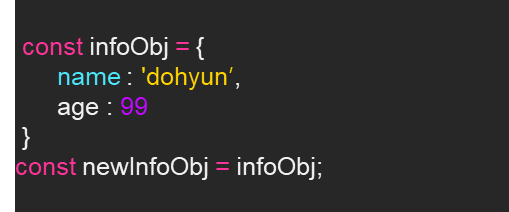 const infoObj = {
name : 'dohyun′,
age : 99
}
const newInfoObj = infoObj;